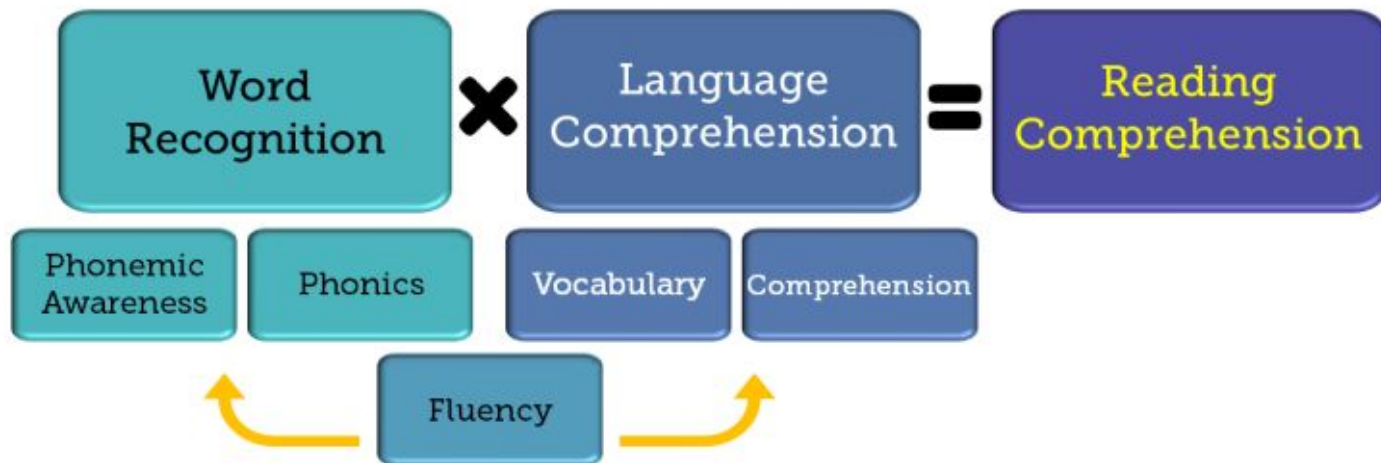 Word
Recognition
×
Language
Comprehension
=
Reading
Comprehension
Phonemic
Awareness
Phonics
Vocabulary
Comprehension
Fluency